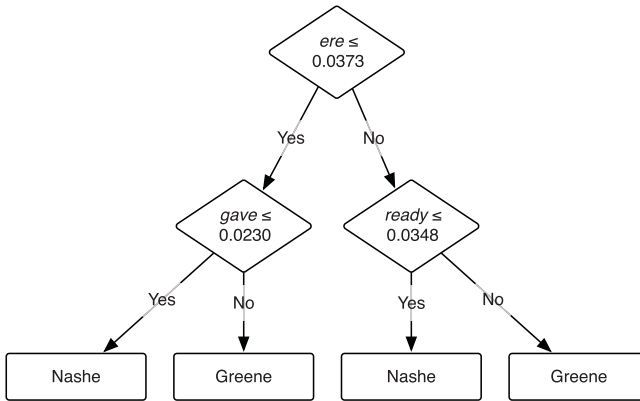 ere ≤
0.0373
Yes
No
gave ≤
0.0230
ready ≤
0.0348
Yes
No
Yes
No
Nashe
Greene
Nashe
Greene